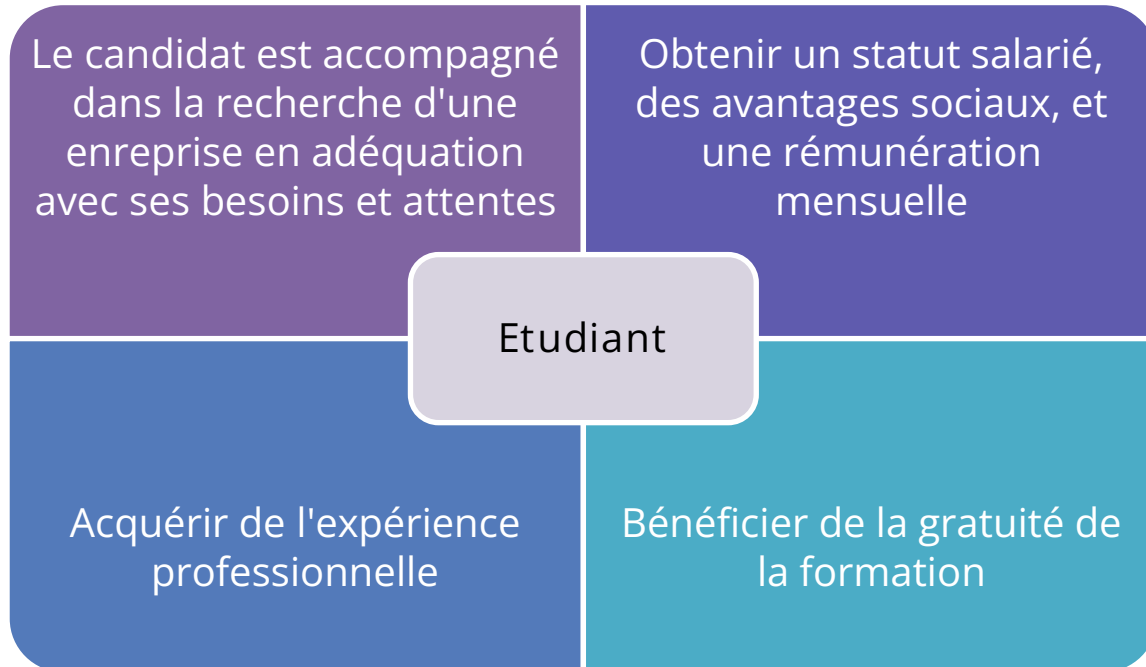 Le candidat est accompagné
dans la recherche d'une
enreprise en adéquation
avec ses besoins et attentes
Obtenir un statut salarié,
des avantages sociaux, et
une rémunération
mensuelle
Etudiant
Acquérir de l'expérience
professionnelle
Bénéficier de la gratuité de
la formation